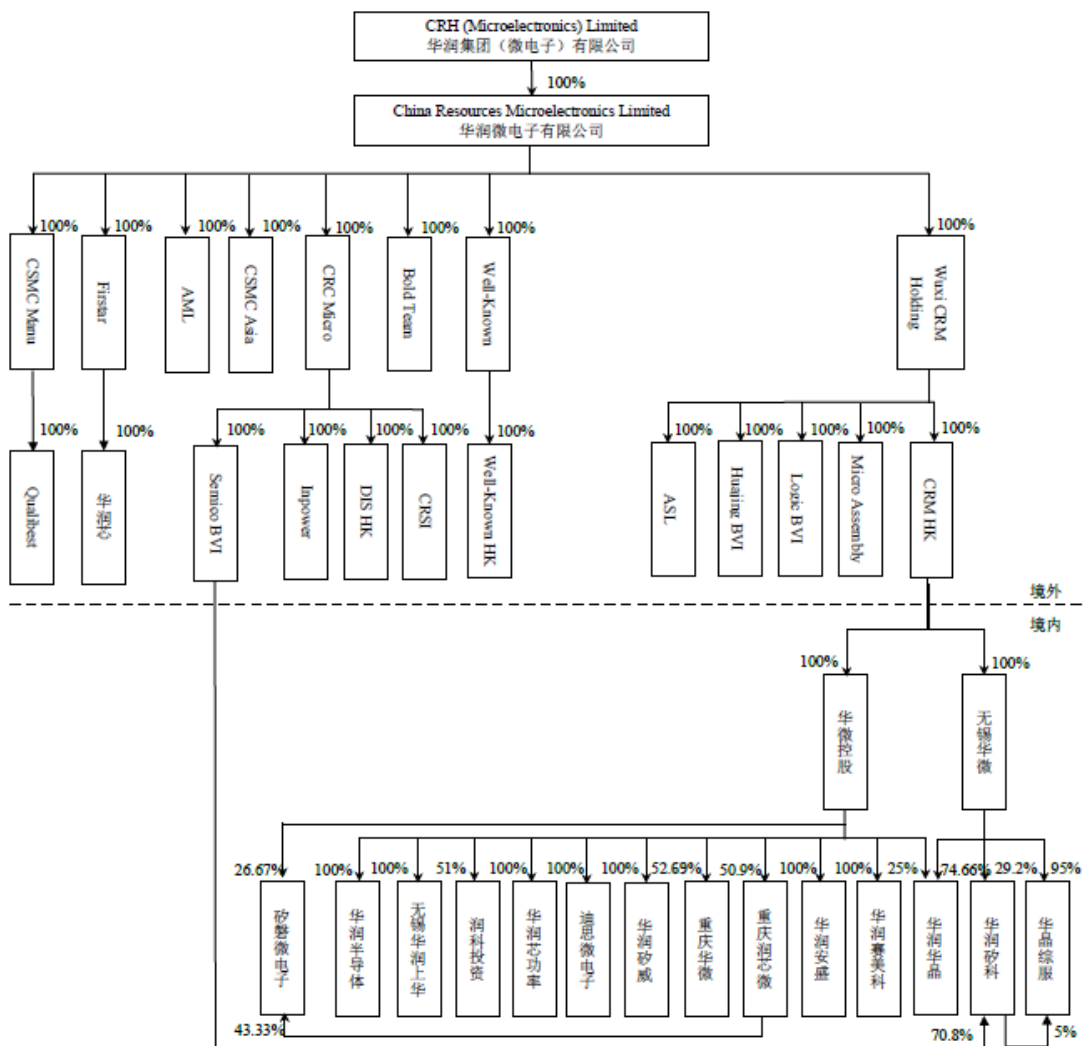 CRH (Microelectronics) Limited
华润集团（微电子）有限公司
100%
China Resources Microelectronics Limited
华润微电子有限公司
100%
100%
100%
100%
100%
100%
100%
100%
CSMC Manu
Firstar
AML
CSMC Asia
CRC Micro
Bold Team
Well-Known
Wuxi CRM
Holding
100%
100%
100%
100%
100%
100%
100%
100%
100%
100%
100%
100%
Qualibest
华润芯
Semico BVI
Inpower
DIS HK
CRSI
Well-Known HK
ASL
Huajing BVI
Logic BVI
Micro Assembly
CRM HK
境外
境内
100%
100%
华微控股
无锡华微
26.67%
100%
100%
51%
100%
100%
100%
52.69%
50.9%
100%
100%
25%
74.66%
29.2%
95%
矽磐微电子
华润半导体
无锡华润上华
润科投资
华润芯功率
迪思微电子
华润矽威
重庆华微
重庆润芯微
华润安盛
华润赛美科
华润华晶
华润矽科
华晶综服
43.33%
70.8%
5%